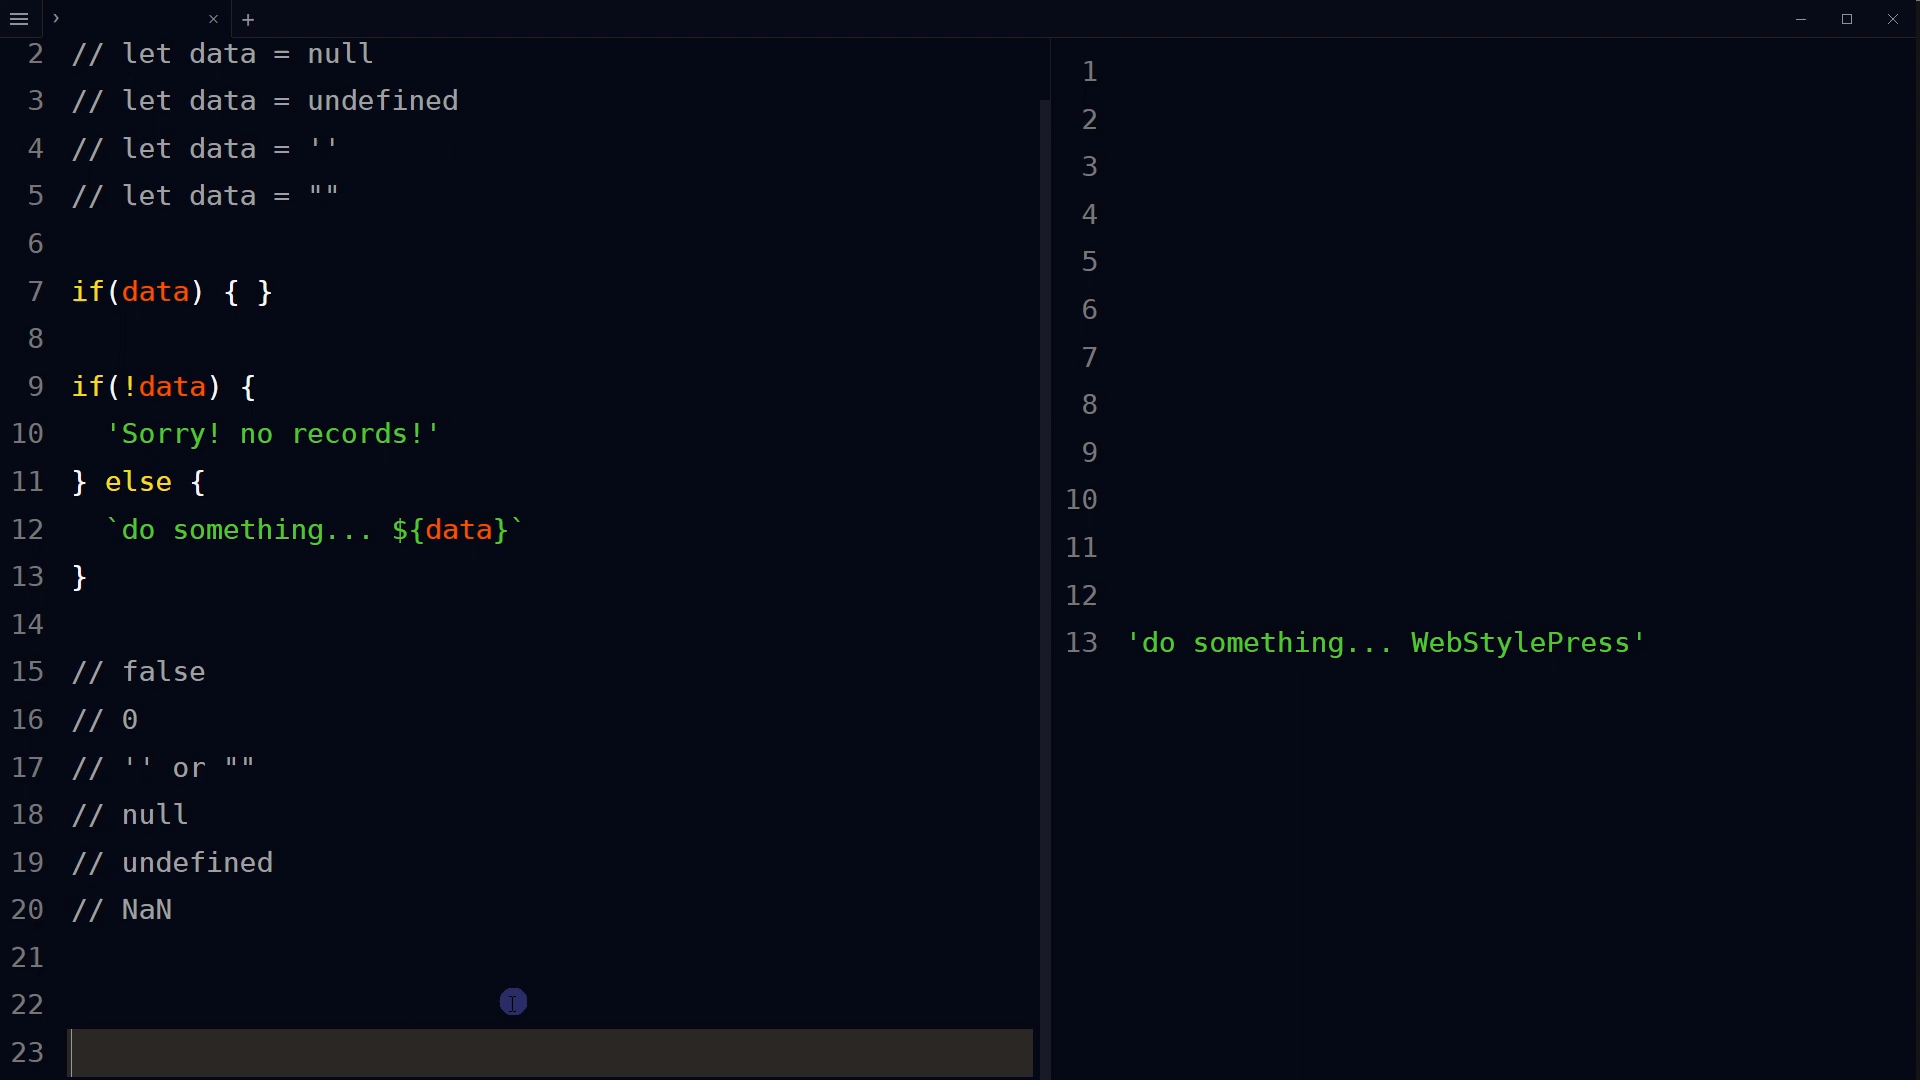 2 // let data = null
3 // let data = undefined
4 // let data = ''
5 // let data = ""
6
7 if(data) { }
8
9 if(!data) {
10   'Sorry! no records!'
11 } else {
12   `do something... ${data}`
13 }
14
15 // false
16 // 0
17 // '' or ""
18 // null
19 // undefined
20 // NaN
21
22
23
1
2
3
4
5
6
7
8
9
10
11
12
13 'do something... WebStylePress'